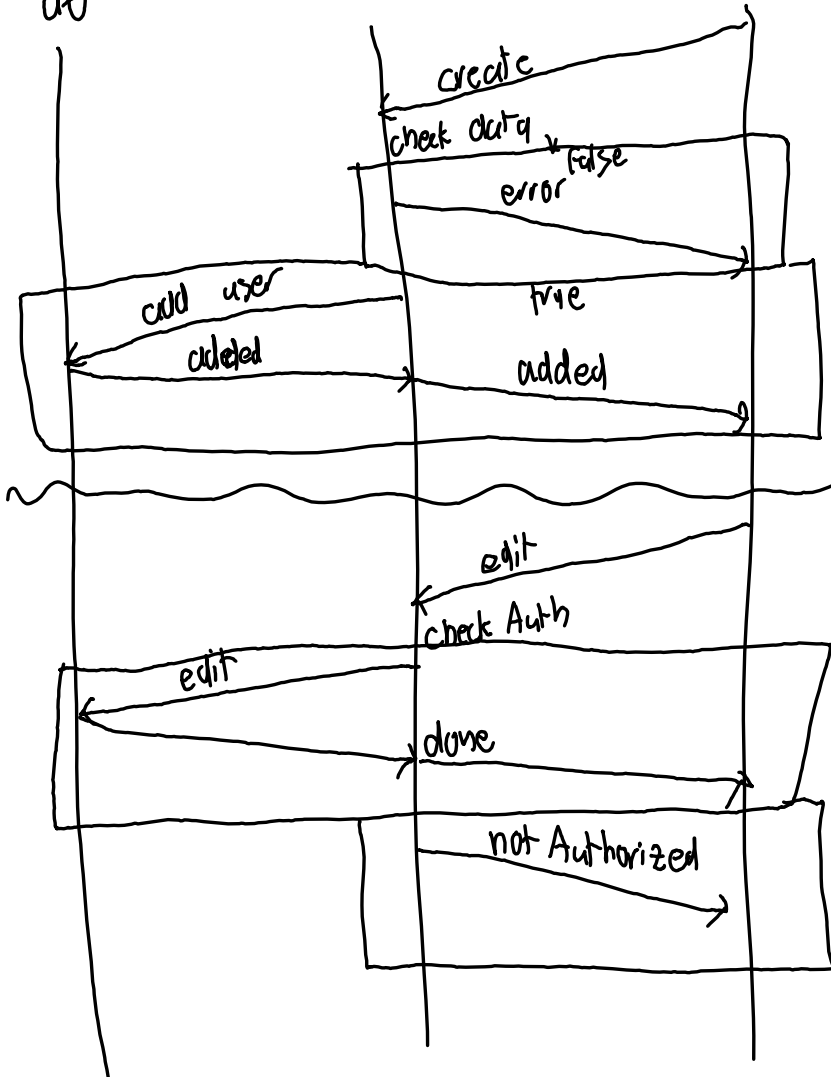 create
check data
false
error
add user
true
added
added
edit
check Auth
edit
done
not Authorized